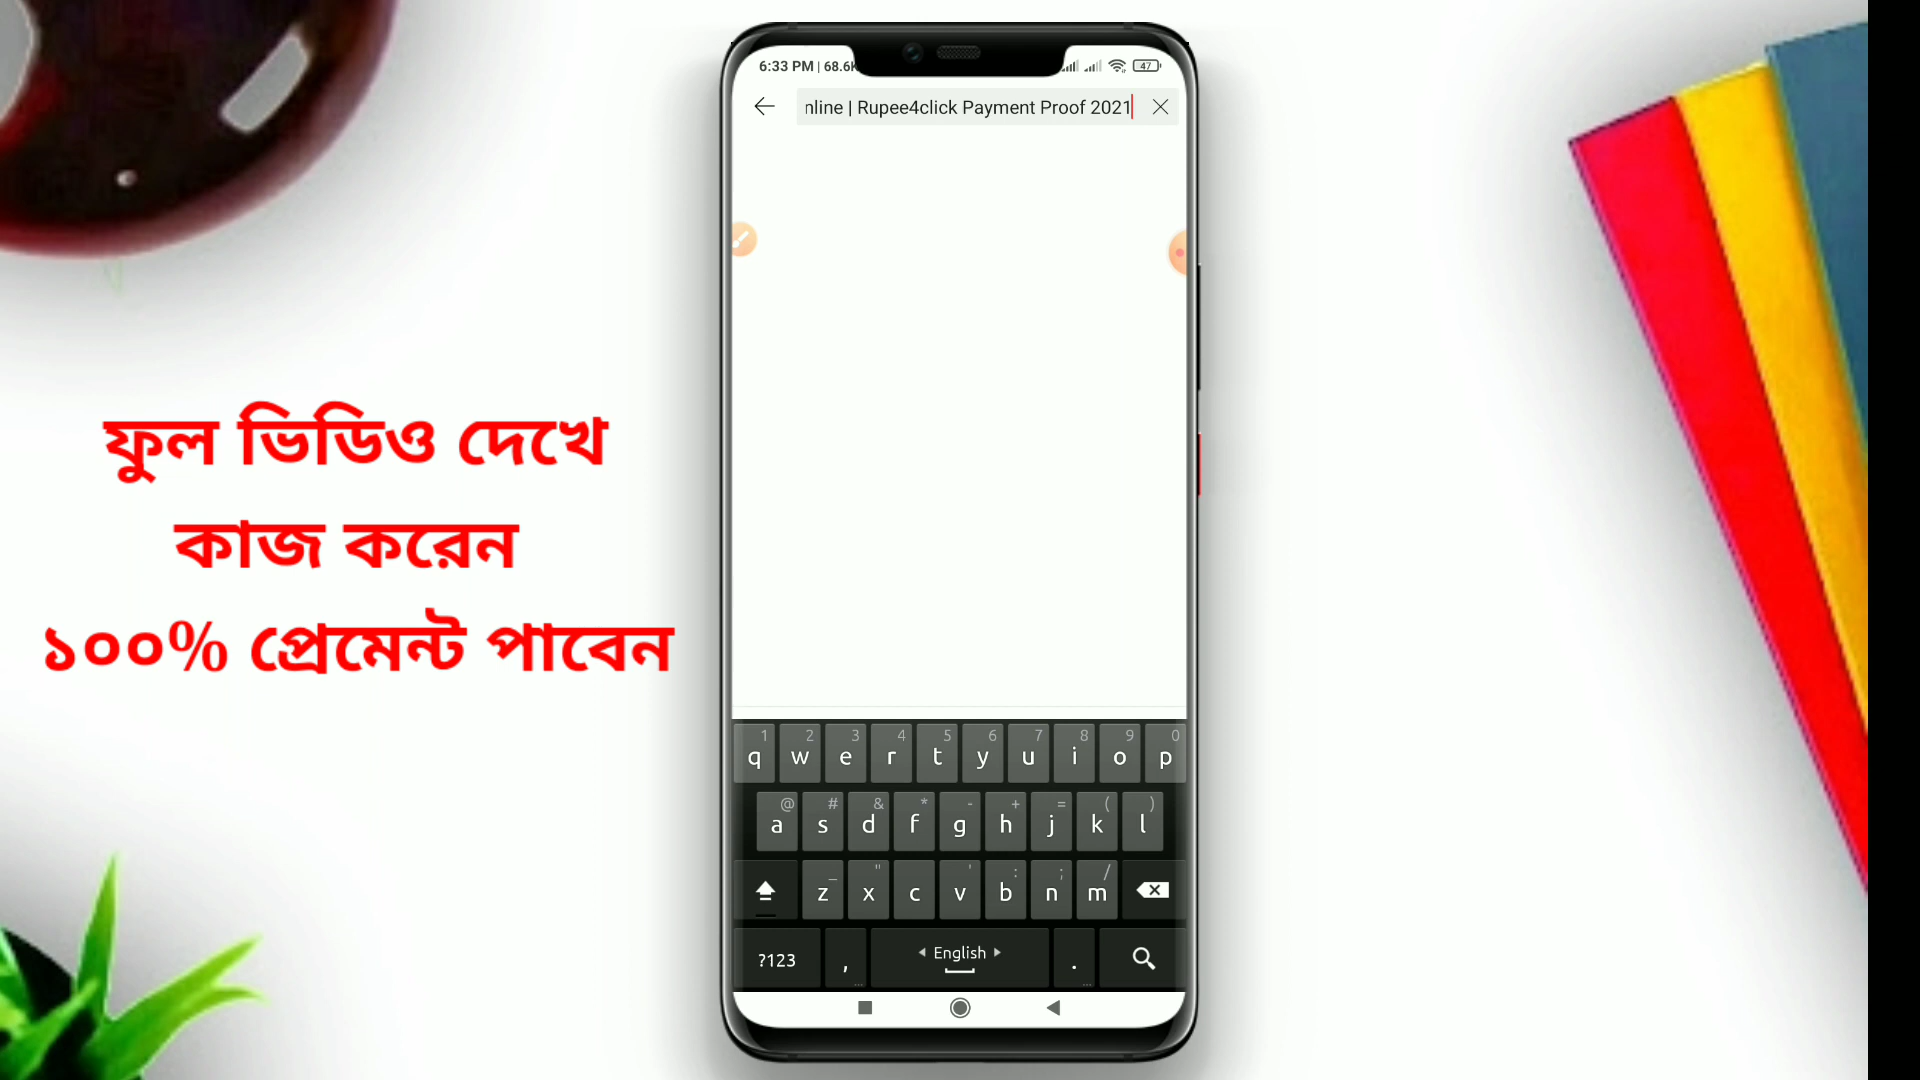 6:33 PM | 68.6K
47
nline | Rupee4click Payment Proof 2021
ফুল ভিডিও দেখে
কাজ করেন
১০০% প্রেমেন্ট পাবেন
1 2 3 4 5 6 7 8 9 0
q w e r t y u i o p
@ # & * - + = ( )
a s d f g h j k l
_ " ' : ; /
z x c v b n m
?123 , English .